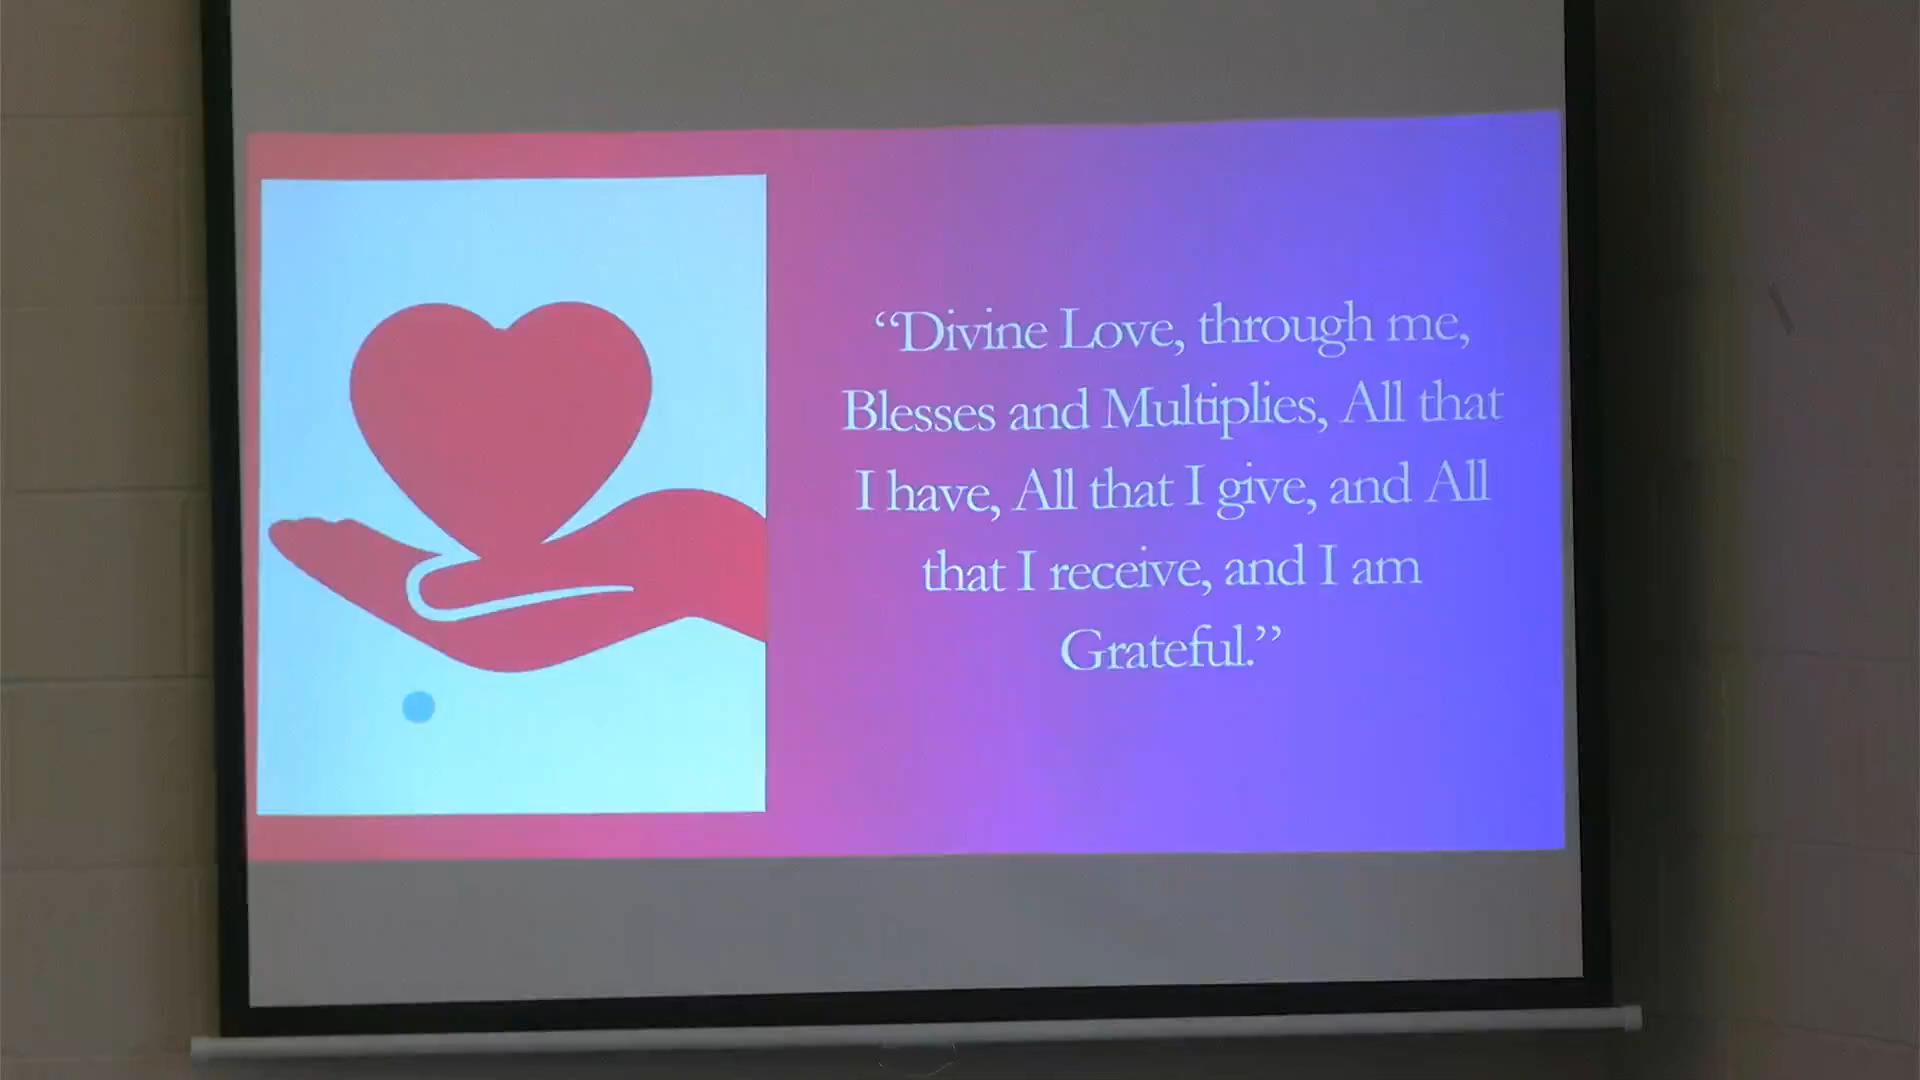 “Divine Love, through me,
Blesses and Multiplies, All that
I have, All that I give, and All
that I receive, and I am
Grateful.”